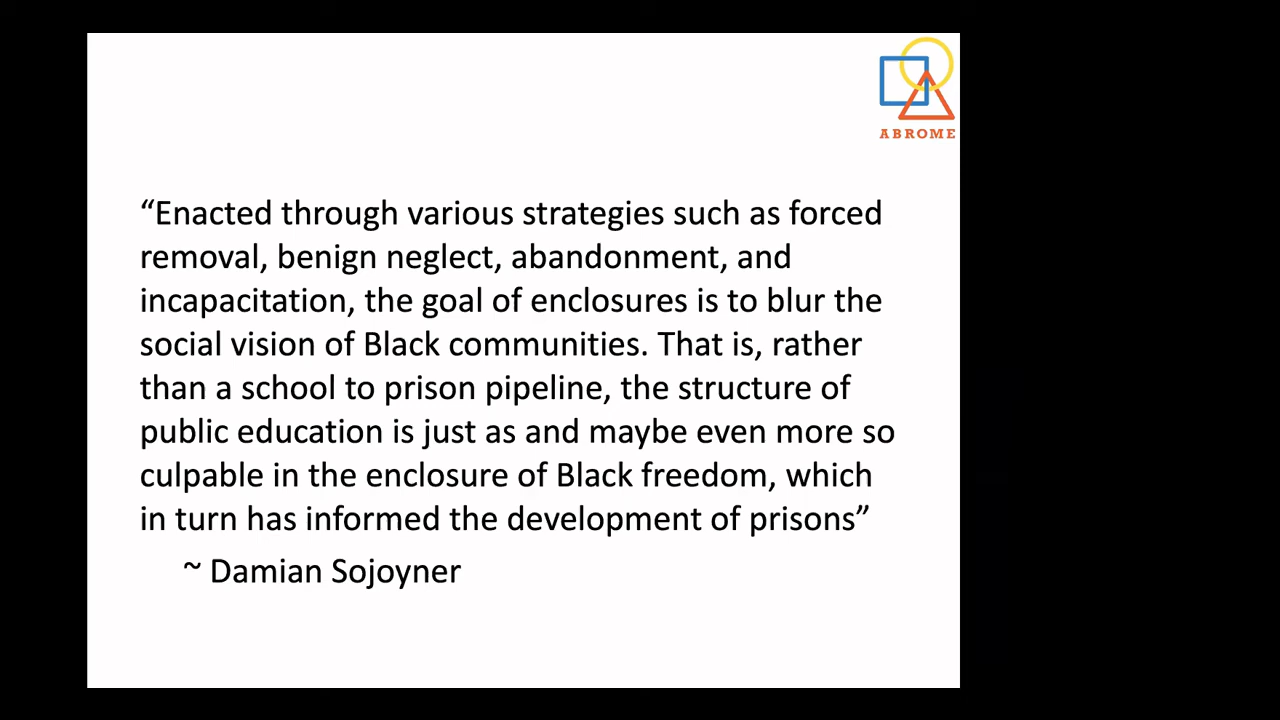 ABROME
“Enacted through various strategies such as forced
removal, benign neglect, abandonment, and
incapacitation, the goal of enclosures is to blur the
social vision of Black communities. That is, rather
than a school to prison pipeline, the structure of
public education is just as and maybe even more so
culpable in the enclosure of Black freedom, which
in turn has informed the development of prisons”
~ Damian Sojoyner